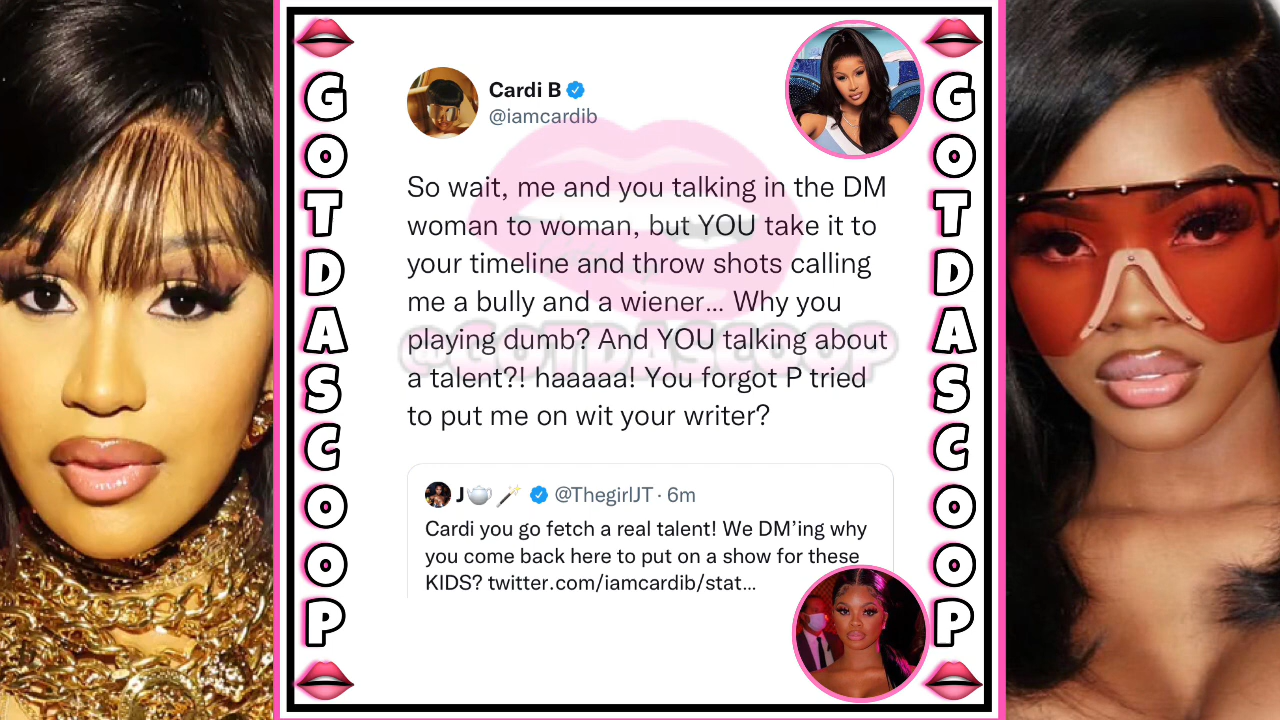 GOTDASCOOP
Cardi B
@iamcardib
So wait, me and you talking in the DM
woman to woman, but YOU take it to
your timeline and throw shots calling
me a bully and a wiener... Why you
playing dumb? And YOU talking about
a talent?! haaaaa! You forgot P tried
to put me on wit your writer?
@GOTDASCOOP
J🫖 🪄 @ThegirlJT · 6m
Cardi you go fetch a real talent! We DM’ing why
you come back here to put on a show for these
KIDS? twitter.com/iamcardib/stat...
GOTDASCOOP